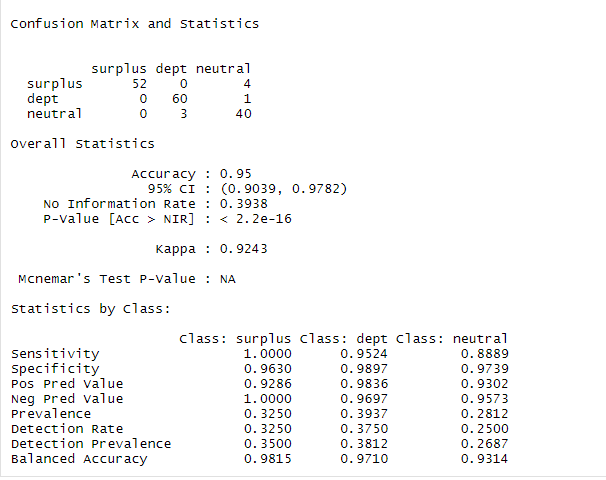 Confusion Matrix and Statistics
surplus dept neutral
surplus 52 0 4
dept 0 60 1
neutral 0 3 40
Overall Statistics
Accuracy : 0.95
95% CI : (0.9039, 0.9782)
No Information Rate : 0.3938
P-Value [Acc > NIR] : < 2.2e-16
Kappa : 0.9243
Mcnemar's Test P-Value : NA
Statistics by Class:
Class: surplus Class: dept Class: neutral
Sensitivity 1.0000 0.9524 0.8889
Specificity 0.9630 0.9897 0.9739
Pos Pred Value 0.9286 0.9836 0.9302
Neg Pred Value 1.0000 0.9697 0.9573
Prevalence 0.3250 0.3937 0.2812
Detection Rate 0.3250 0.3750 0.2500
Detection Prevalence 0.3500 0.3812 0.2687
Balanced Accuracy 0.9815 0.9710 0.9314